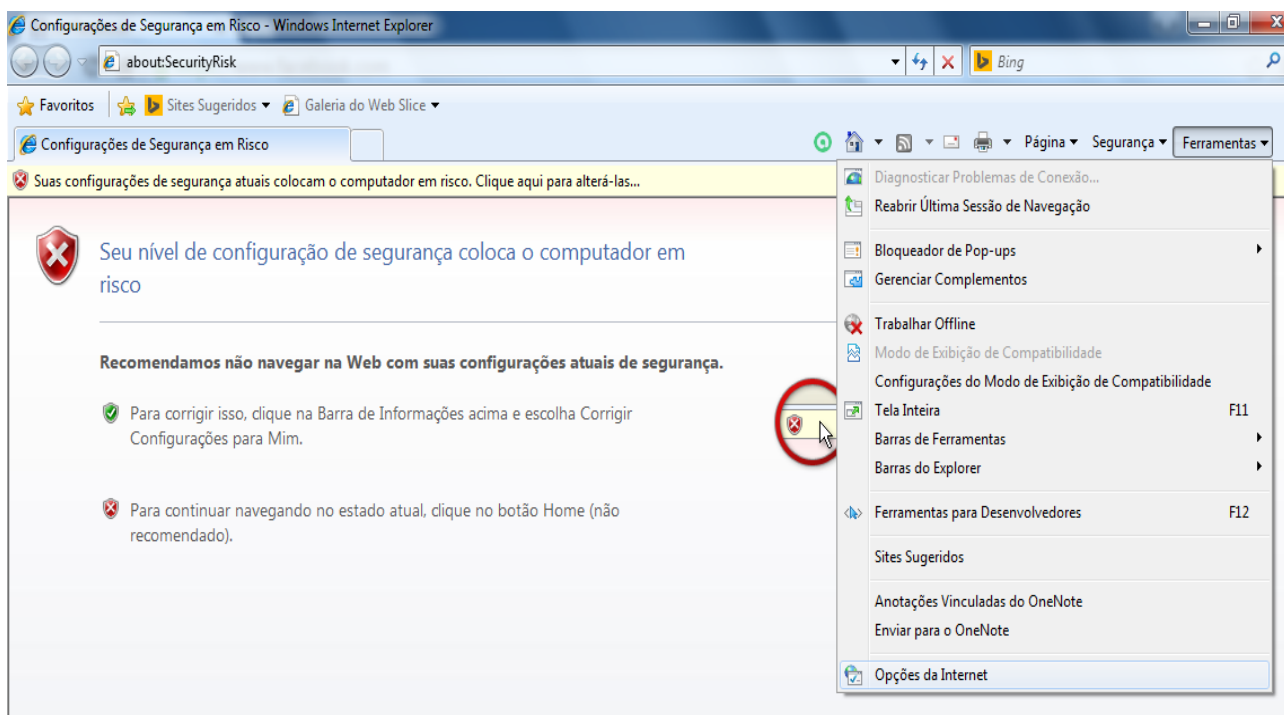 Configurações de Segurança em Risco - Windows Internet Explorer
about:SecurityRisk
Bing
Favoritos
Sites Sugeridos
Galeria do Web Slice
Configurações de Segurança em Risco
Página
Segurança
Ferramentas
Suas configurações de segurança atuais colocam o computador em risco. Clique aqui para alterá-las...
Seu nível de configuração de segurança coloca o computador em
risco
Recomendamos não navegar na Web com suas configurações atuais de segurança.
Para corrigir isso, clique na Barra de Informações acima e escolha Corrigir
Configurações para Mim.
Para continuar navegando no estado atual, clique no botão Home (não
recomendado).
Diagnosticar Problemas de Conexão...
Reabrir Última Sessão de Navegação
Bloqueador de Pop-ups
Gerenciar Complementos
Trabalhar Offline
Modo de Exibição de Compatibilidade
Configurações do Modo de Exibição de Compatibilidade
Tela Inteira F11
Barras de Ferramentas
Barras do Explorer
Ferramentas para Desenvolvedores F12
Sites Sugeridos
Anotações Vinculadas do OneNote
Enviar para o OneNote
Opções da Internet